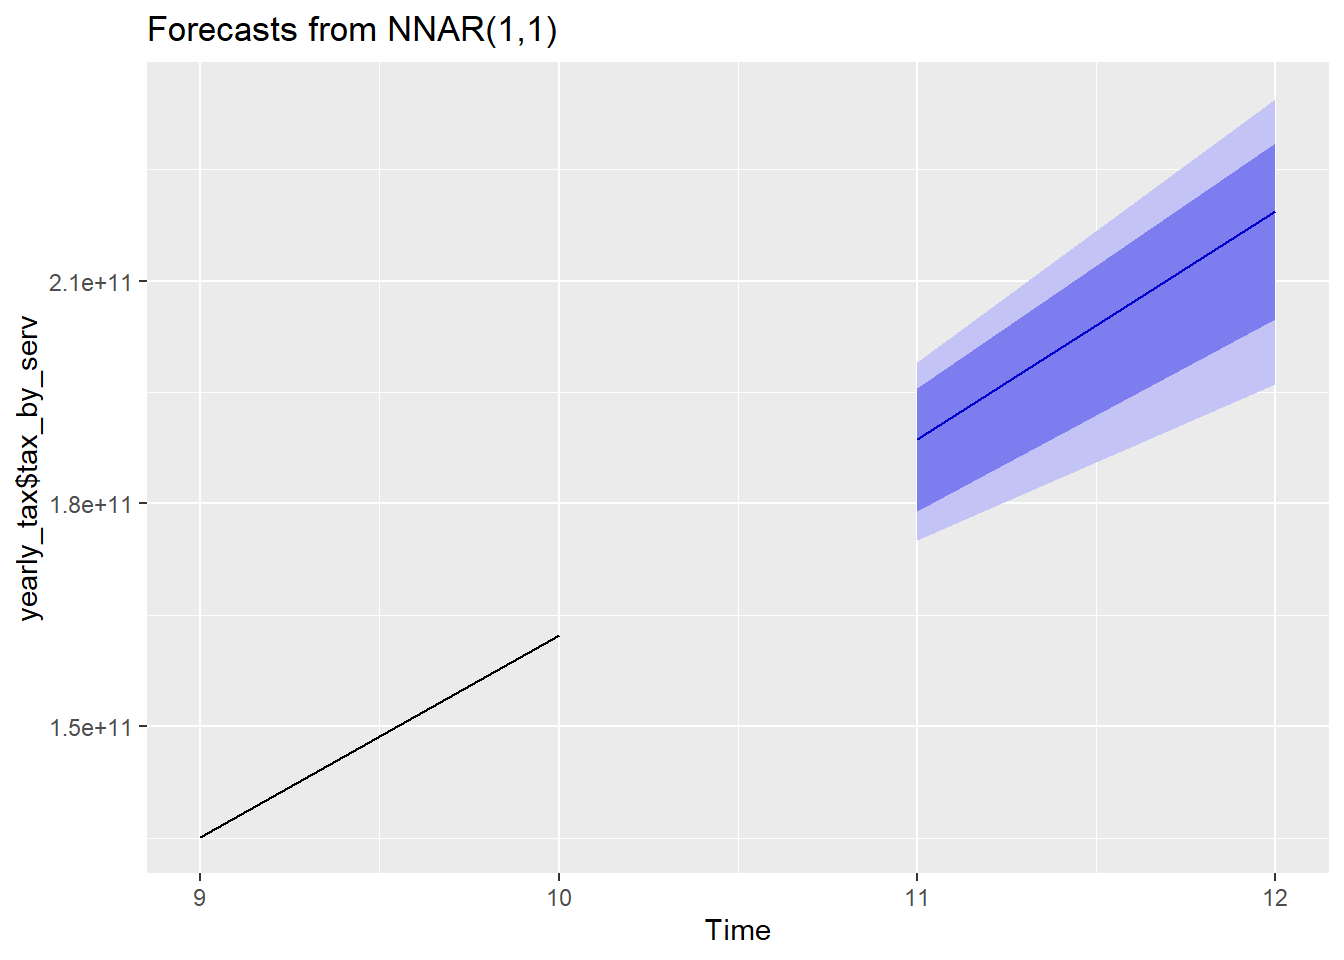 Forecasts from NNAR(1,1)
yearly_tax$tax_by_serv
2.1e+11
1.8e+11
1.5e+11
9 10 11 12
Time